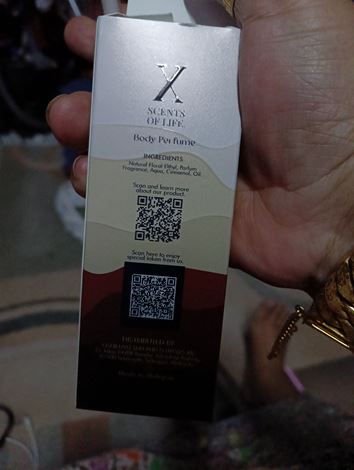 X
SCENTS
OF LIFE
Body Perfume
INGREDIENTS
Natural Floral Ethyl, Parfum,
Fragrance, Aqua, Cinnamal, Oil.
Scan and learn more
about our product.
Scan here to enjoy
special token from us.
DISTRIBUTED BY